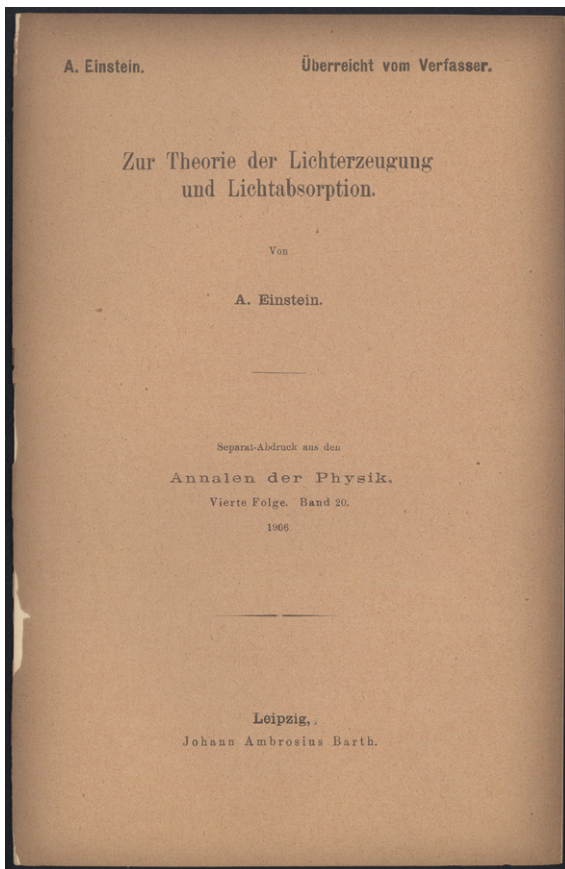 A. Einstein. Überreicht vom Verfasser.
Zur Theorie der Lichterzeugung
und Lichtabsorption.
Von
A. Einstein.
Separat-Abdruck aus den
Annalen der Physik.
Vierte Folge. Band 20.
1906.
Leipzig,
Johann Ambrosius Barth.